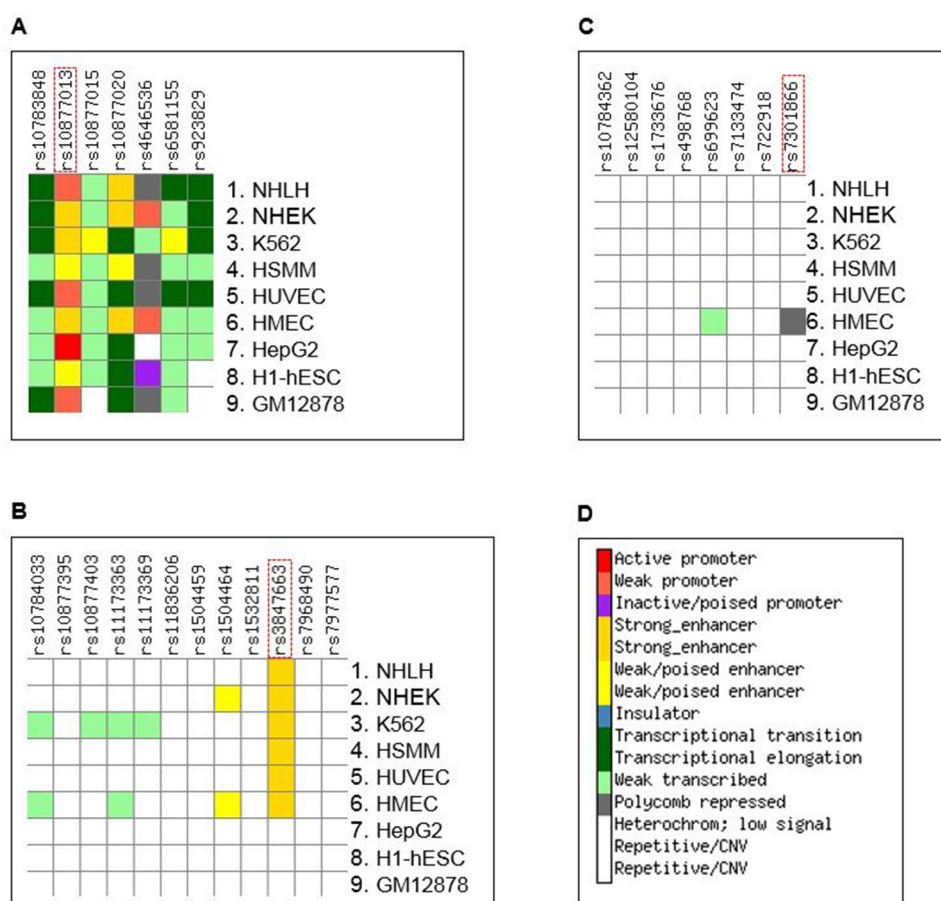 A
rs10783848
rs10877013
rs10877015
rs10877020
rs4646536
rs6581155
rs923829
1. NHLH
2. NHEK
3. K562
4. HSMM
5. HUVEC
6. HMEC
7. HepG2
8. H1-hESC
9. GM12878
C
rs10784362
rs12580104
rs1733676
rs498768
rs699623
rs7133474
rs722918
rs7301866
1. NHLH
2. NHEK
3. K562
4. HSMM
5. HUVEC
6. HMEC
7. HepG2
8. H1-hESC
9. GM12878
B
rs10784033
rs10877395
rs10877403
rs11173363
rs11173369
rs11836206
rs1504459
rs1504464
rs1532811
rs3847663
rs7968490
rs7977577
1. NHLH
2. NHEK
3. K562
4. HSMM
5. HUVEC
6. HMEC
7. HepG2
8. H1-hESC
9. GM12878
D
Active promoter
Weak promoter
Inactive/poised promoter
Strong_enhancer
Strong_enhancer
Weak/poised enhancer
Weak/poised enhancer
Insulator
Transcriptional transition
Transcriptional elongation
Weak transcribed
Polycomb repressed
Heterochrom; low signal
Repetitive/CNV
Repetitive/CNV